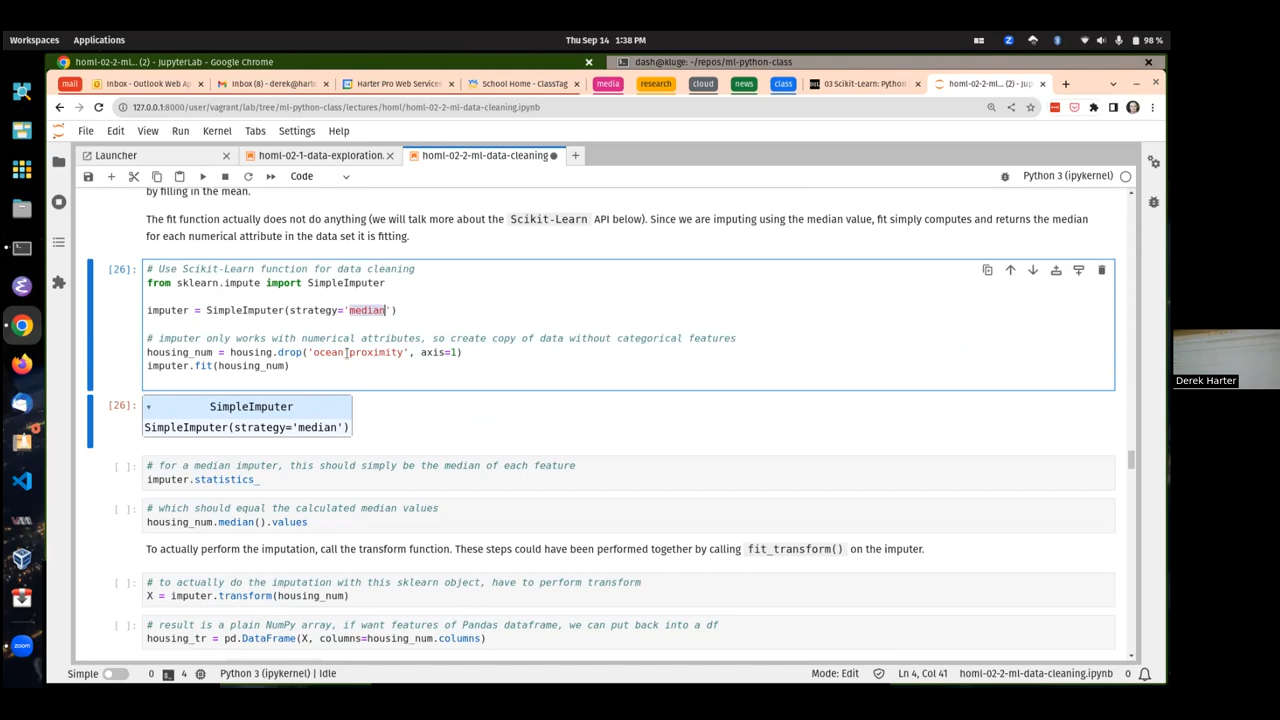 Workspaces Applications Thu Sep 14 1:38 PM 98 %
homl-02-2-ml-data-cleaning... (2) - JupyterLab - Google Chrome × dash@kluge: ~/repos/ml-python-class ×
mail Inbox - Outlook Web Ap Inbox (8) - derek@hart Harter Pro Web Services School Home - ClassTag media research cloud news class 03 Scikit-Learn: Python homl-02-2-ml-... (2) - Jup
127.0.0.1:8000/user/vagrant/lab/tree/ml-python-class/lectures/homl/homl-02-2-ml-data-cleaning.ipynb
File Edit View Run Kernel Tabs Settings Help
Launcher homl-02-1-data-exploration. homl-02-2-ml-data-cleaning
Code Python 3 (ipykernel)
by filling in the mean.
The fit function actually does not do anything (we will talk more about the Scikit-Learn API below). Since we are imputing using the median value, fit simply computes and returns the median
for each numerical attribute in the data set it is fitting.
[26]: # Use Scikit-Learn function for data cleaning
from sklearn.impute import SimpleImputer
imputer = SimpleImputer(strategy='median')
# imputer only works with numerical attributes, so create copy of data without categorical features
housing_num = housing.drop('ocean_proximity', axis=1)
imputer.fit(housing_num)
[26]: SimpleImputer
SimpleImputer(strategy='median')
[ ]: # for a median imputer, this should simply be the median of each feature
imputer.statistics_
[ ]: # which should equal the calculated median values
housing_num.median().values
To actually perform the imputation, call the transform function. These steps could have been performed together by calling fit_transform() on the imputer.
[ ]: # to actually do the imputation with this sklearn object, have to perform transform
X = imputer.transform(housing_num)
[ ]: # result is a plain NumPy array, if want features of Pandas dataframe, we can put back into a df
housing_tr = pd.DataFrame(X, columns=housing_num.columns)
Simple 0 4 Python 3 (ipykernel) | Idle Mode: Edit Ln 4, Col 41 homl-02-2-ml-data-cleaning.ipynb 0
zoom
Derek Harter